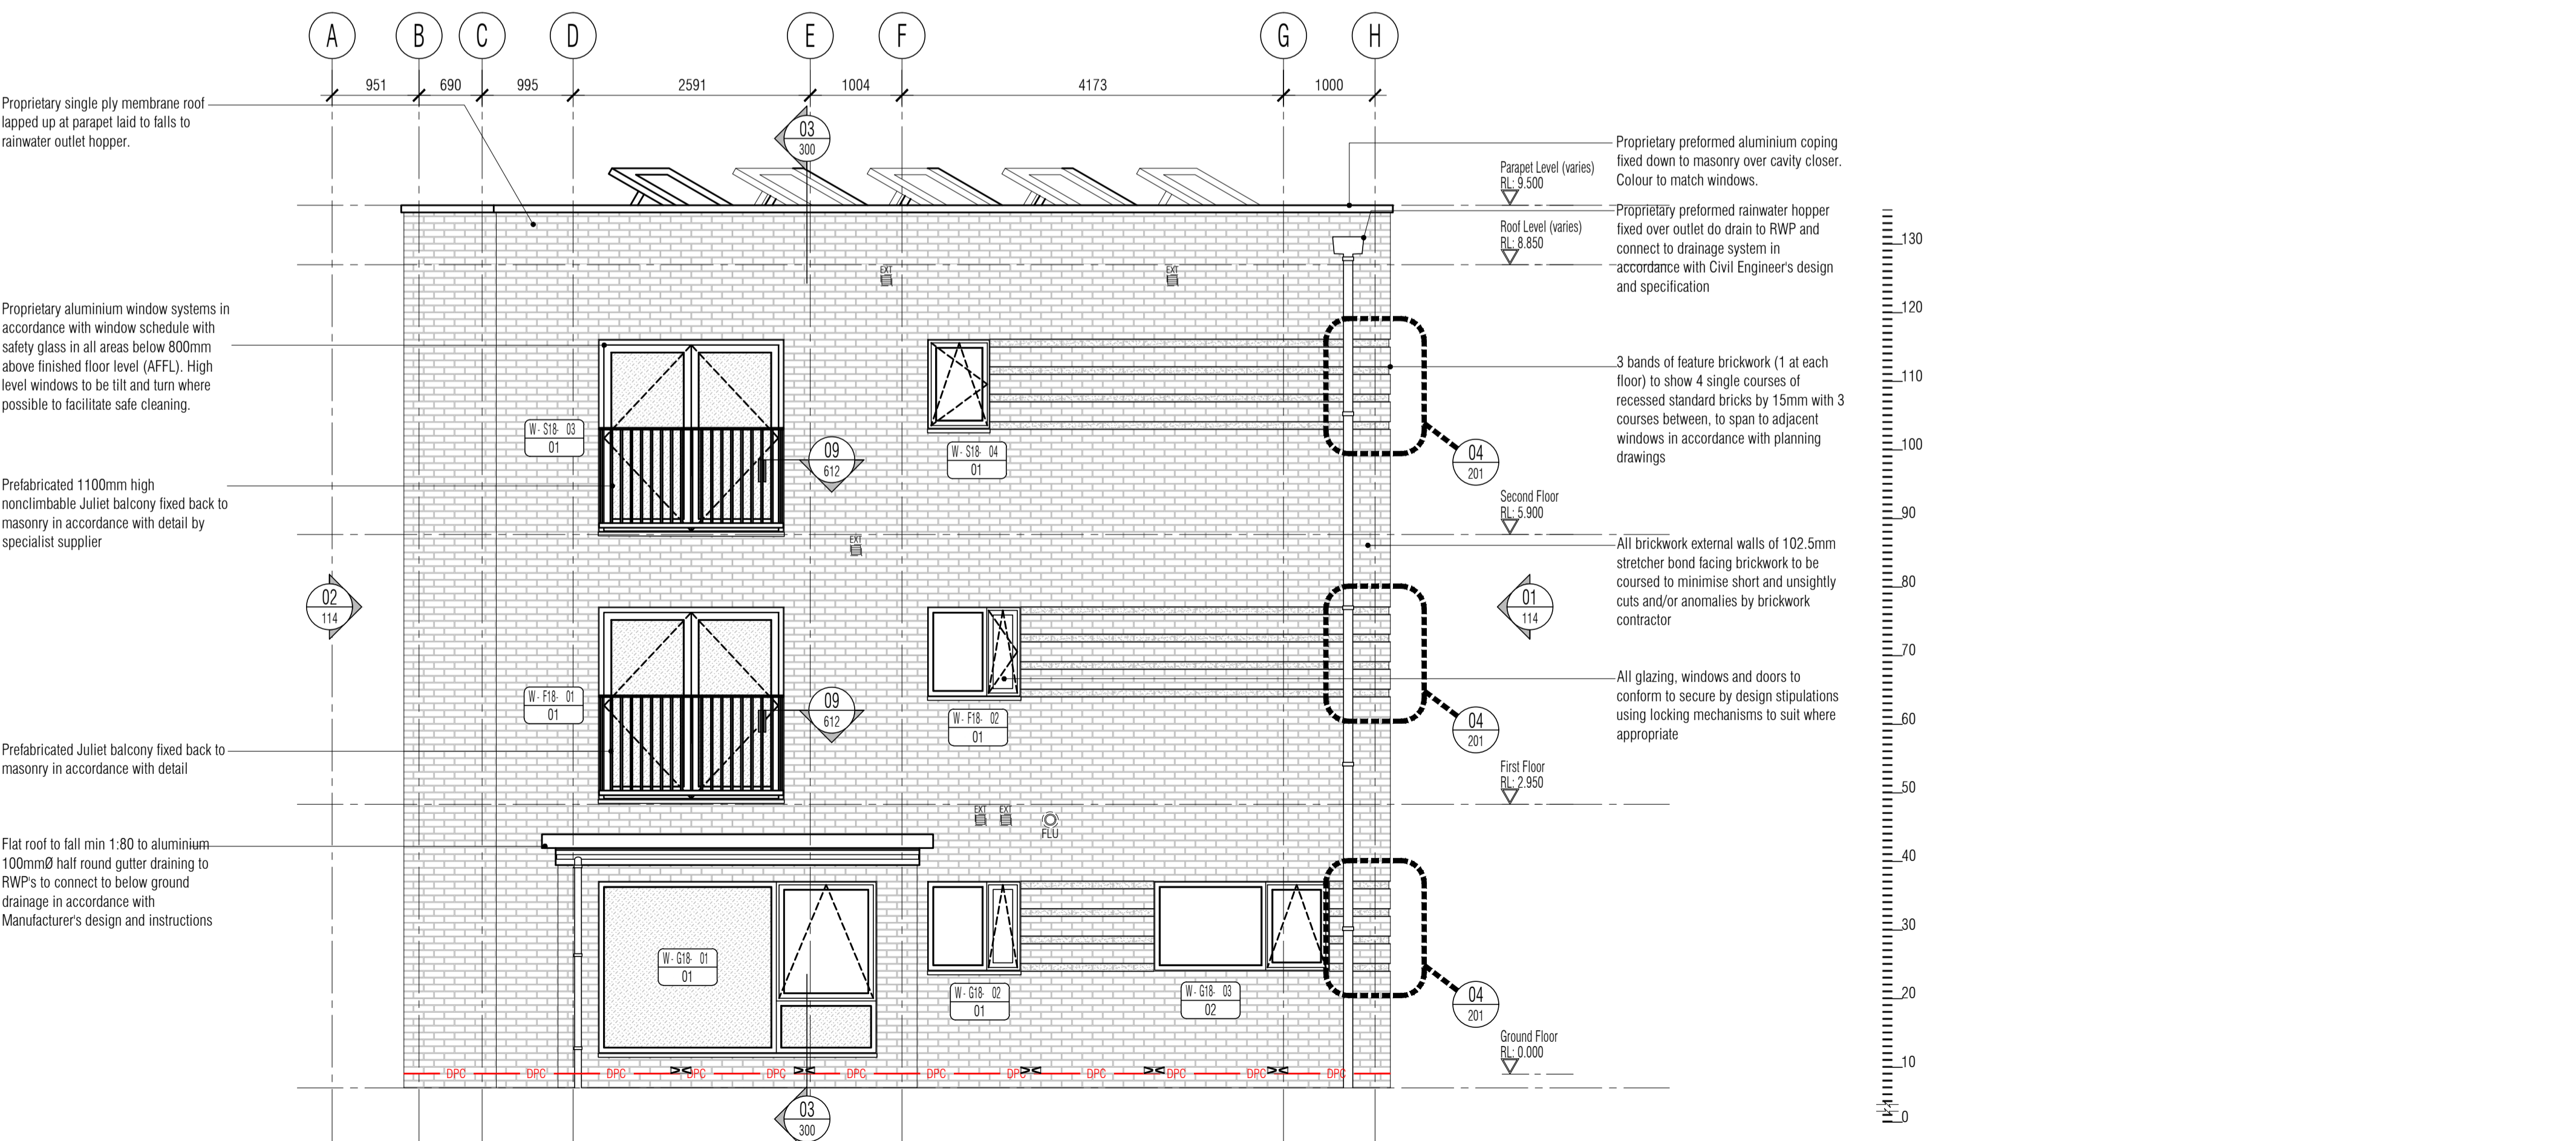 A B C D E F G H
951 690 995 2591 1004 4173 1000
Proprietary single ply membrane roof
lapped up at parapet laid to falls to
rainwater outlet hopper.
03
300
Proprietary aluminium window systems in
accordance with window schedule with
safety glass in all areas below 800mm
above finished floor level (AFFL). High
level windows to be tilt and turn where
possible to facilitate safe cleaning.
Prefabricated 1100mm high
nonclimbable Juliet balcony fixed back to
masonry in accordance with detail by
specialist supplier
02
114
Prefabricated Juliet balcony fixed back to
masonry in accordance with detail
Flat roof to fall min 1:80 to aluminium
100mmØ half round gutter draining to
RWP's to connect to below ground
drainage in accordance with
Manufacturer's design and instructions
EXT EXT
W - S18- 03
01
09
612
W - S18- 04
01
EXT
W - F18- 01
01
09
612
W - F18- 02
01
EXT EXT
FLU
W - G18- 01
01
W - G18- 02
01
W - G18- 03
02
DPC DPC DPC DPC DPC DPC DPC DPC DPC DPC DPC DPC
03
300
Parapet Level (varies)
RL: 9.500
Roof Level (varies)
RL: 8.850
04
201
Second Floor
RL: 5.900
01
114
04
201
First Floor
RL: 2.950
04
201
Ground Floor
RL: 0.000
Proprietary preformed aluminium coping
fixed down to masonry over cavity closer.
Colour to match windows.
Proprietary preformed rainwater hopper
fixed over outlet do drain to RWP and
connect to drainage system in
accordance with Civil Engineer's design
and specification
3 bands of feature brickwork (1 at each
floor) to show 4 single courses of
recessed standard bricks by 15mm with 3
courses between, to span to adjacent
windows in accordance with planning
drawings
All brickwork external walls of 102.5mm
stretcher bond facing brickwork to be
coursed to minimise short and unsightly
cuts and/or anomalies by brickwork
contractor
All glazing, windows and doors to
conform to secure by design stipulations
using locking mechanisms to suit where
appropriate
130
120
110
100
90
80
70
60
50
40
30
20
10
0